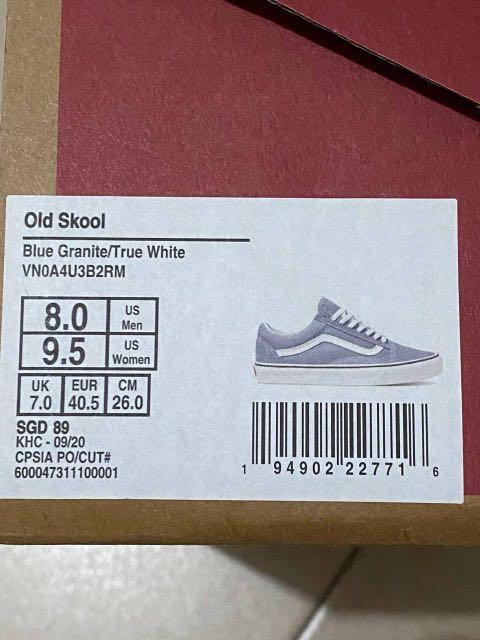 Old Skool
Blue Granite/True White
VN0A4U3B2RM
8.0 US Men
9.5 US Women
UK 7.0 EUR 40.5 CM 26.0
SGD 89
KHC - 09/20
CPSIA PO/CUT#
600047311100001
1 94902 22771 6